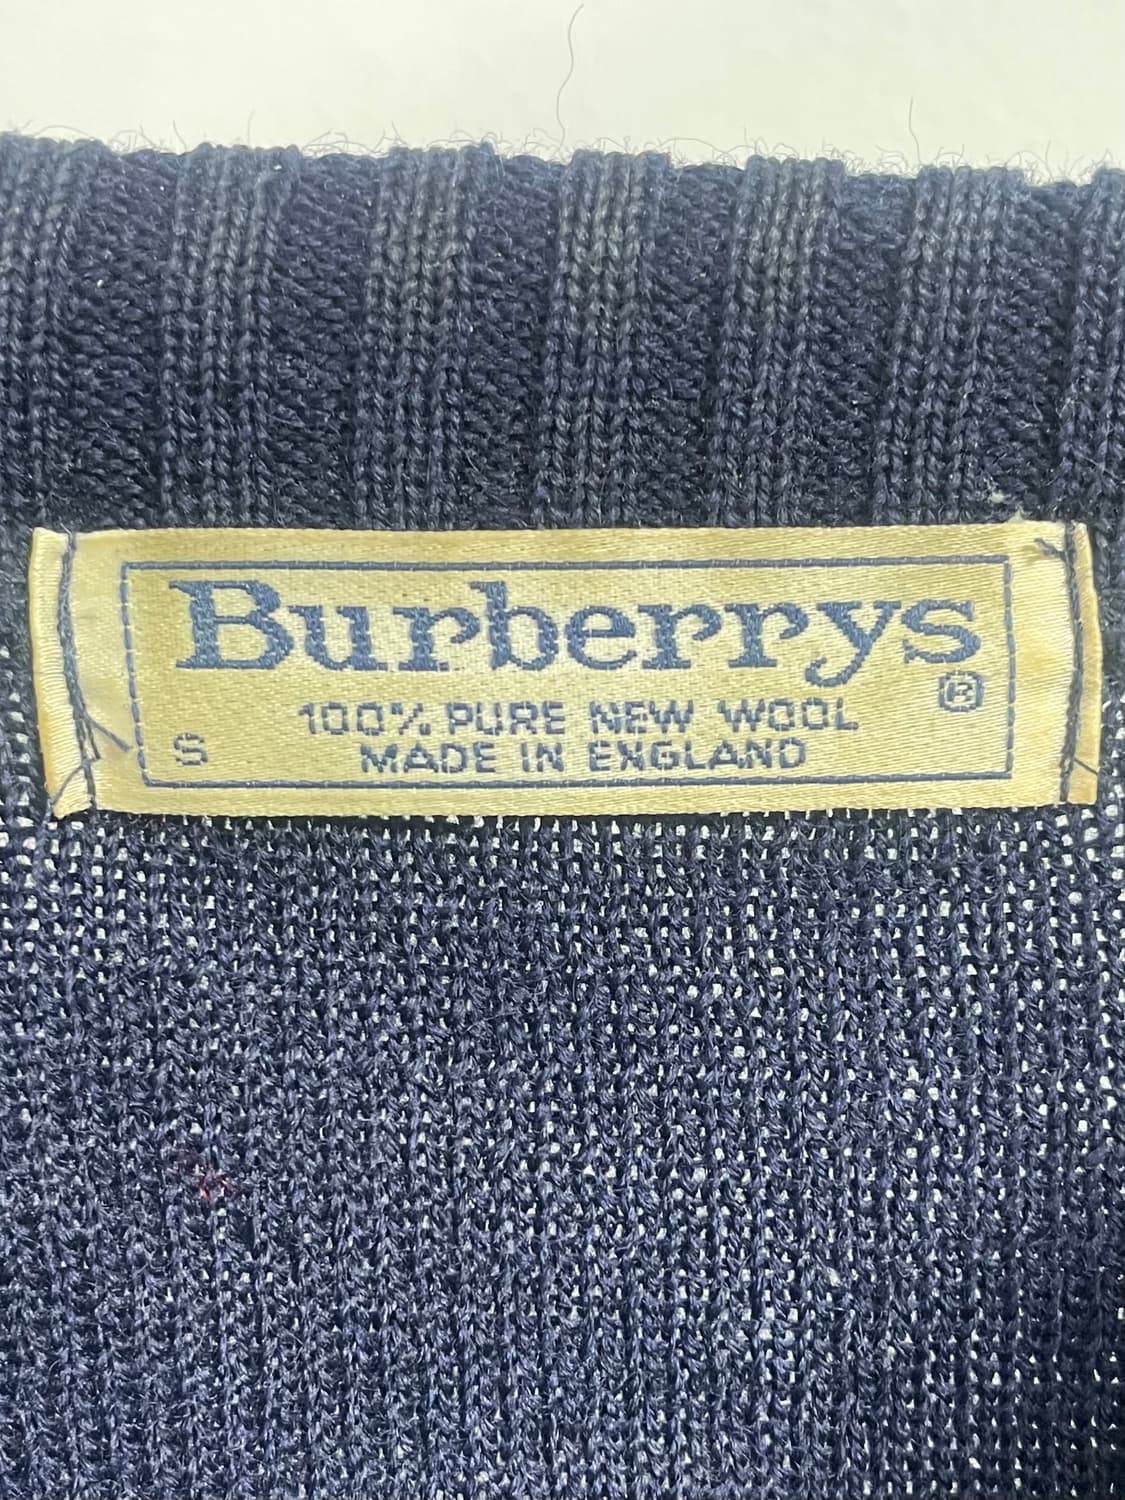 Burberrys
®
100% PURE NEW WOOL
S
MADE IN ENGLAND